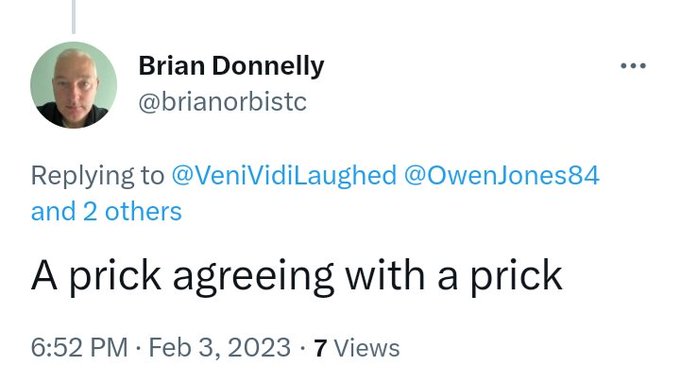 Brian Donnelly
@brianorbistc
Replying to @VeniVidiLaughed @OwenJones84
and 2 others
A prick agreeing with a prick
6:52 PM · Feb 3, 2023 · 7 Views